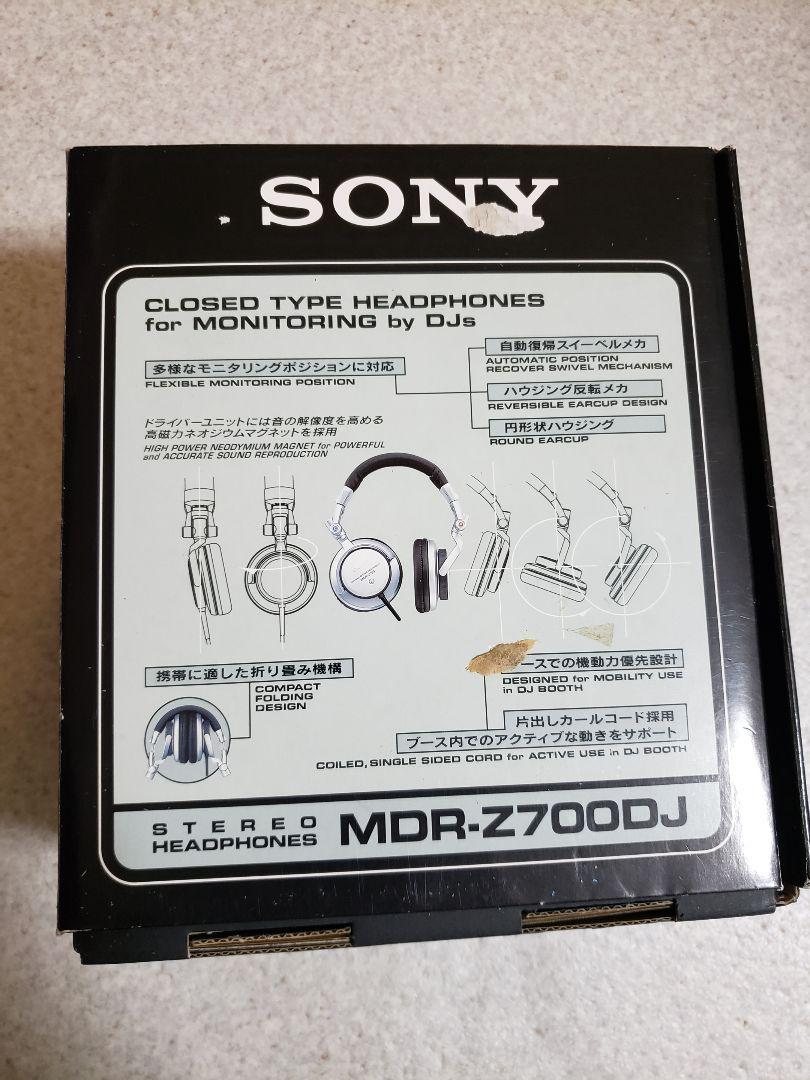 SONY
CLOSED TYPE HEADPHONES
for MONITORING by DJs
多様なモニタリングポジションに対応
FLEXIBLE MONITORING POSITION
自動復帰スイーベルメカ
AUTOMATIC POSITION
RECOVER SWIVEL MECHANISM
ハウジング反転メカ
REVERSIBLE EARCUP DESIGN
円形状ハウジング
ROUND EARCUP
ドライバーユニットには音の解像度を高める
高磁力ネオジウムマグネットを採用
HIGH POWER NEODYMIUM MAGNET for POWERFUL
and ACCURATE SOUND REPRODUCTION
携帯に適した折り畳み機構
COMPACT
FOLDING
DESIGN
ースでの機動力優先設計
DESIGNED for MOBILITY USE
in DJ BOOTH
片出しカールコード採用
ブース内でのアクティブな動きをサポート
COILED, SINGLE SIDED CORD for ACTIVE USE in DJ BOOTH
STEREO
HEADPHONES
MDR-Z700DJ